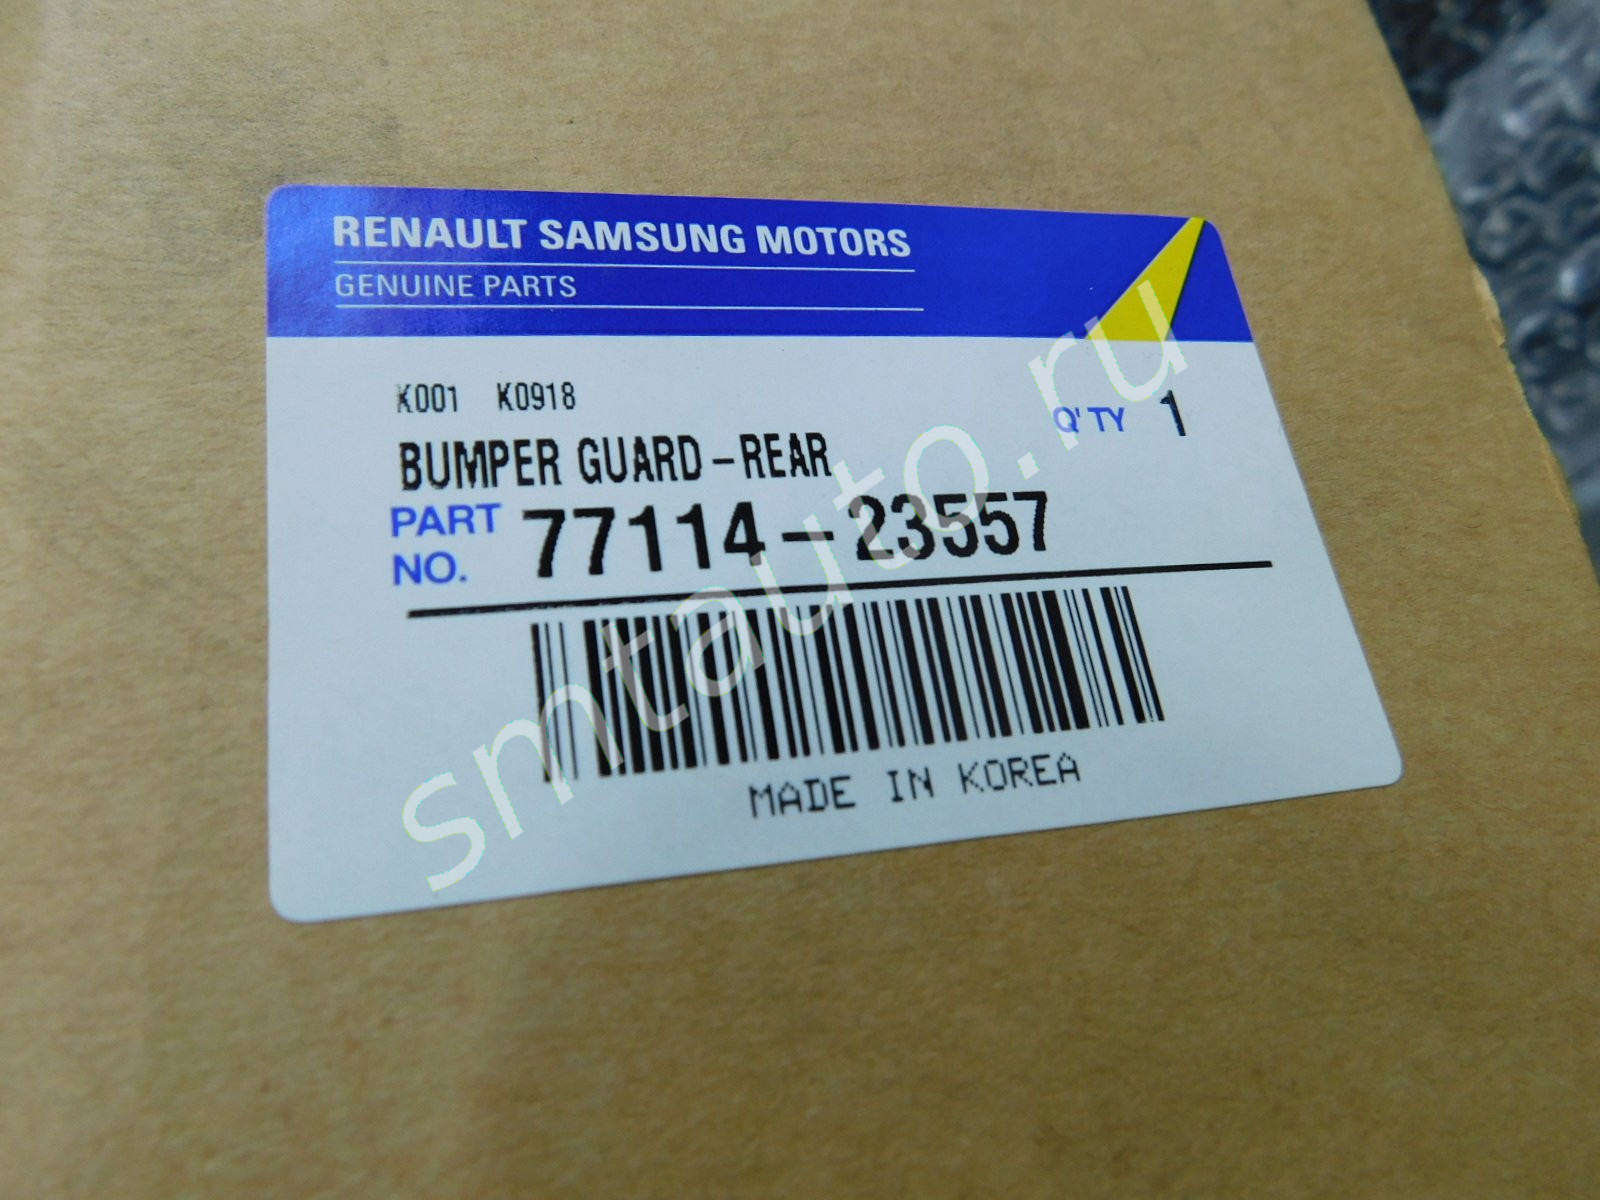 RENAULT SAMSUNG MOTORS
GENUINE PARTS
K001 K0918
Q'TY 1
BUMPER GUARD-REAR
PART NO. 77114-23557
MADE IN KOREA
smtauto.ru